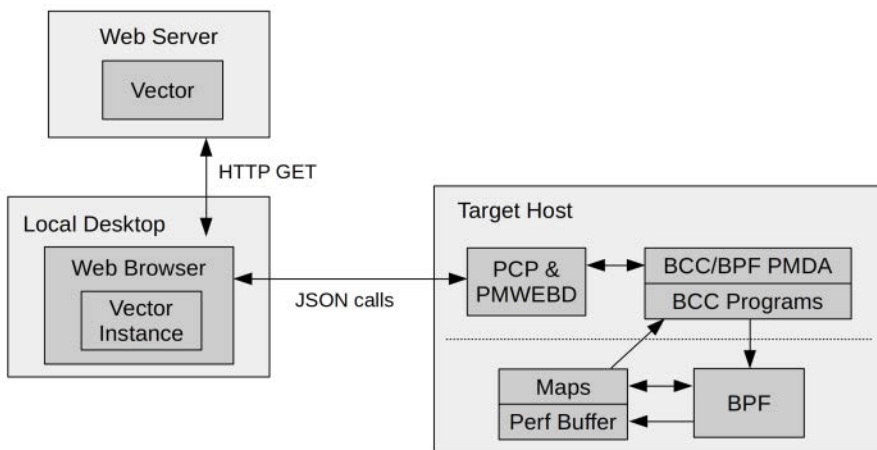 Web Server
Vector
HTTP GET
Local Desktop
Web Browser
Vector
Instance
JSON calls
Target Host
PCP &
PMWEBD
BCC/BPF PMDA
BCC Programs
Maps
Perf Buffer
BPF